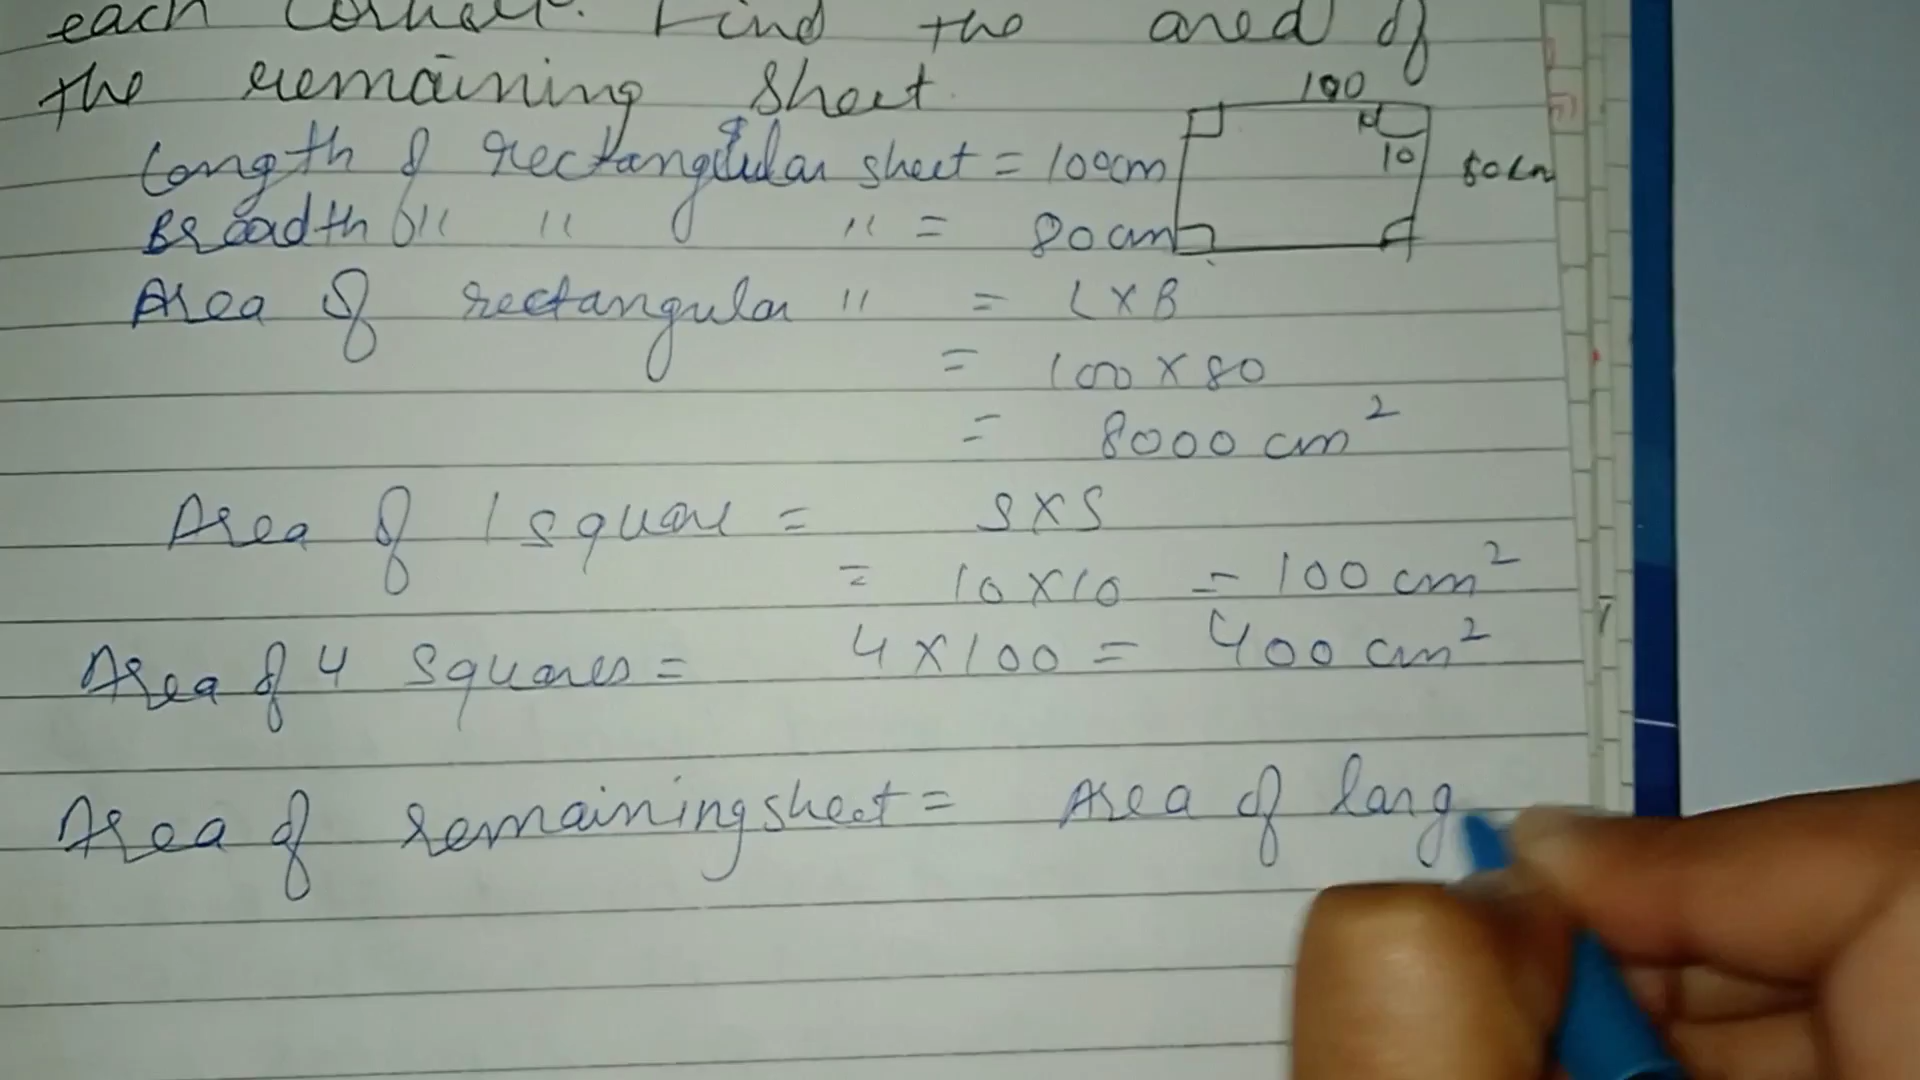 each corner. Find the area of
the remaining sheet.
100
10
80cm
Length of rectangular sheet = 100cm
Breadth of " " " = 80cm
Area of rectangular " = L X B
= 100 X 80
= 8000 cm²
Area of 1 square = S X S
= 10 X 10 = 100 cm²
Area of 4 squares = 4 X 100 = 400 cm²
Area of remaining sheet = Area of larg